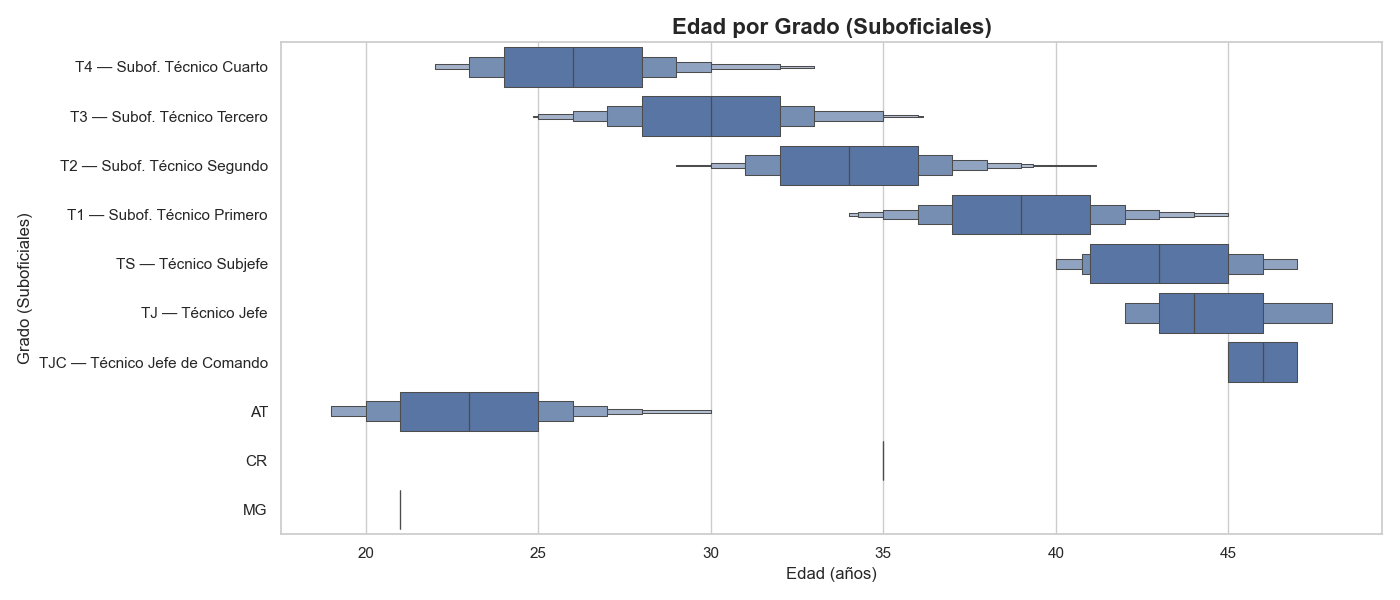 Edad por Grado (Suboficiales)
T4 — Subof. Técnico Cuarto
T3 — Subof. Técnico Tercero
T2 — Subof. Técnico Segundo
T1 — Subof. Técnico Primero
TS — Técnico Subjefe
TJ — Técnico Jefe
TJC — Técnico Jefe de Comando
AT
CR
MG
Grado (Suboficiales)
20 25 30 35 40 45
Edad (años)